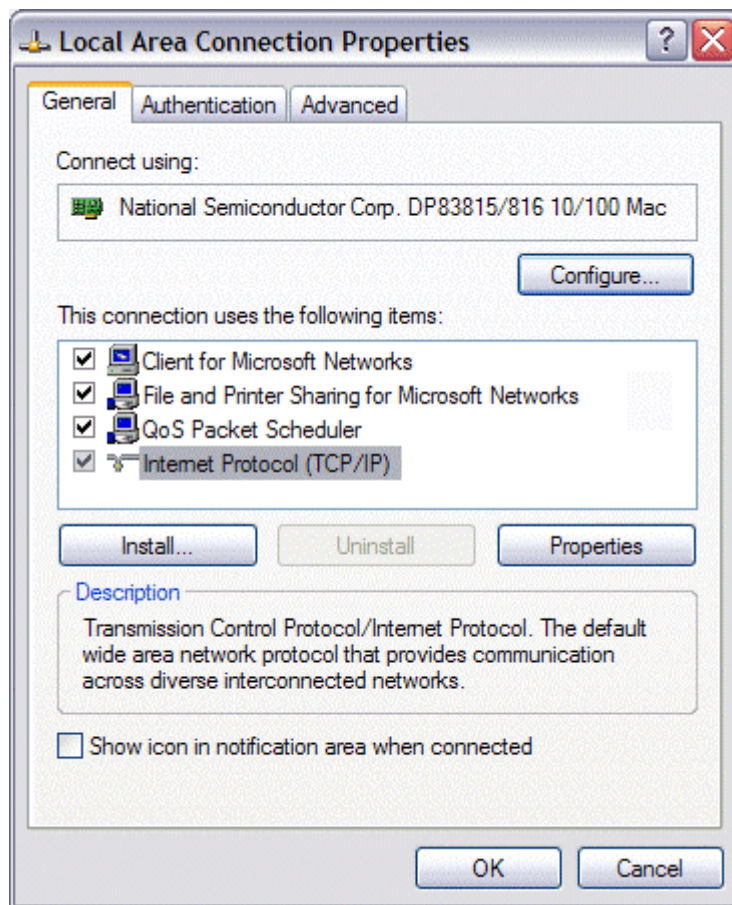 Local Area Connection Properties
General Authentication Advanced
Connect using:
National Semiconductor Corp. DP83815/816 10/100 Mac
Configure...
This connection uses the following items:
Client for Microsoft Networks
File and Printer Sharing for Microsoft Networks
QoS Packet Scheduler
Internet Protocol (TCP/IP)
Install... Uninstall Properties
Description
Transmission Control Protocol/Internet Protocol. The default
wide area network protocol that provides communication
across diverse interconnected networks.
Show icon in notification area when connected
OK Cancel